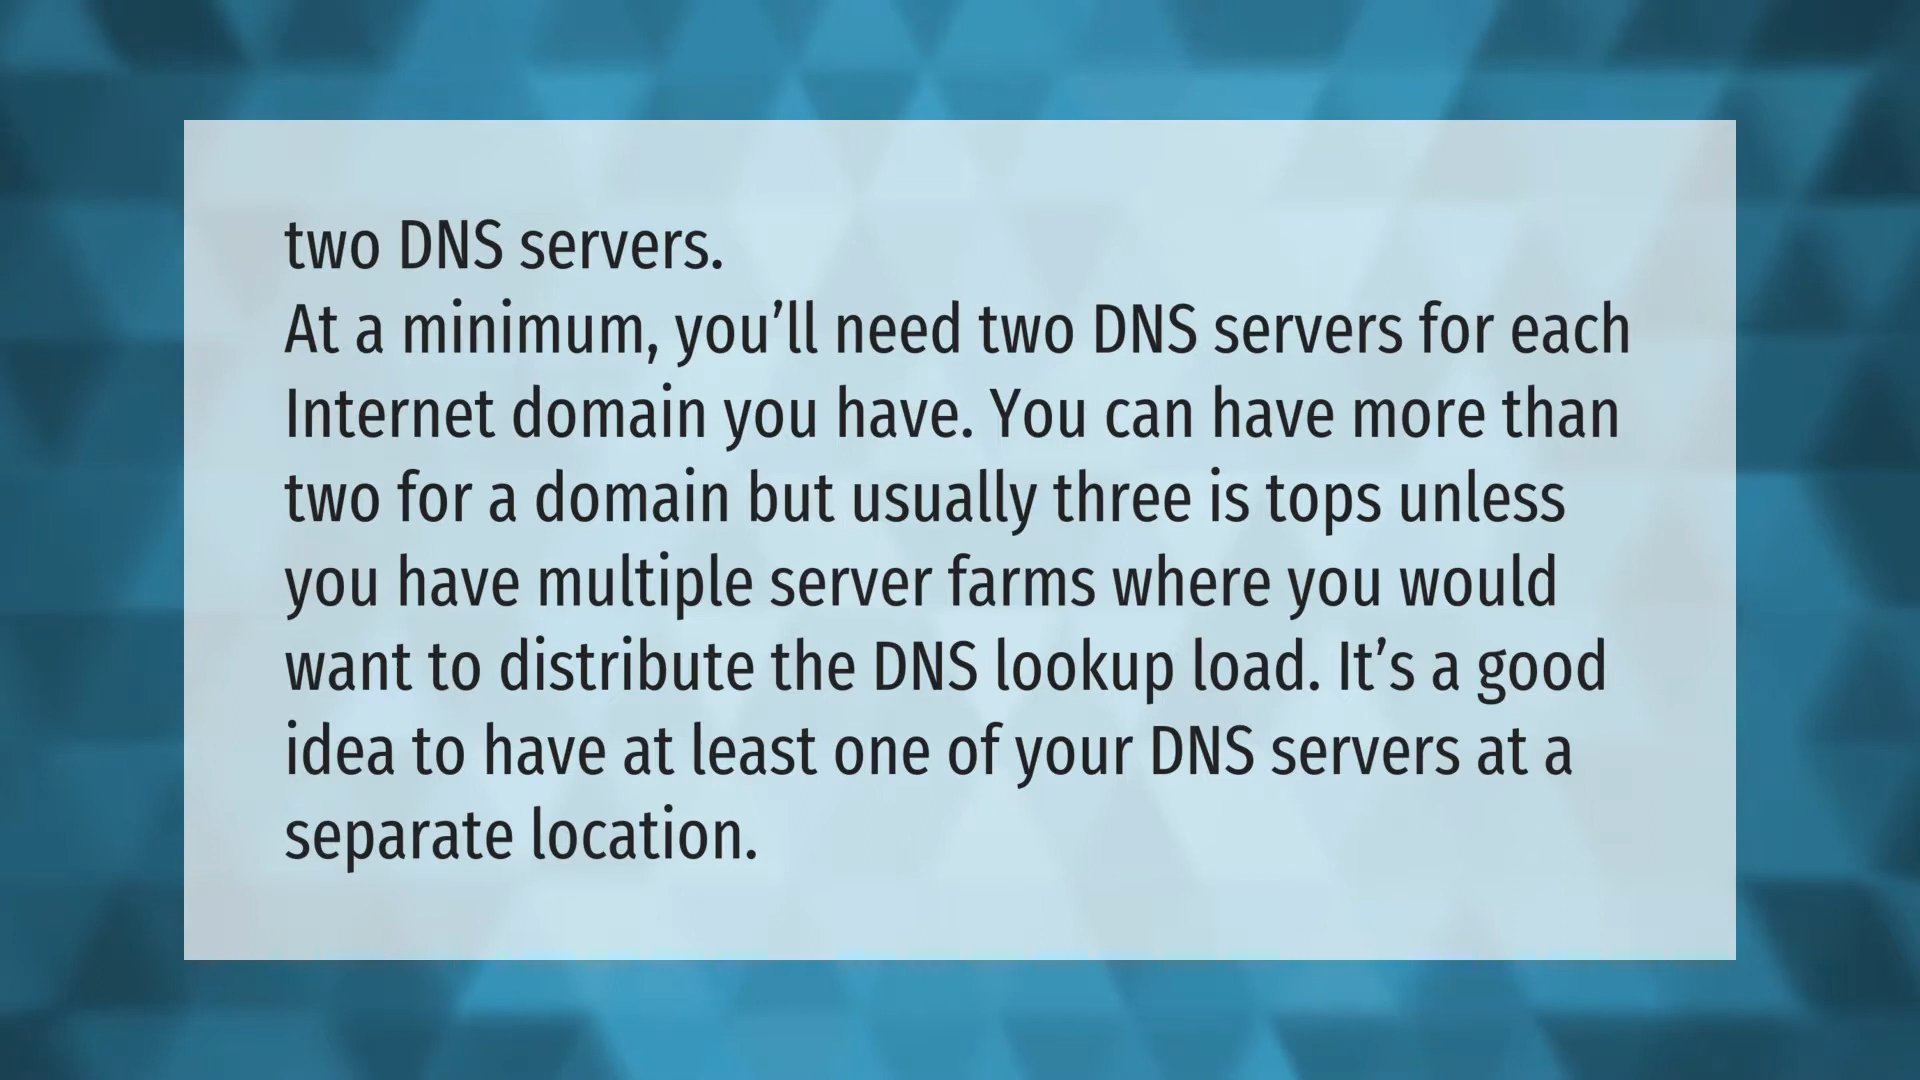 two DNS servers.
At a minimum, you’ll need two DNS servers for each
Internet domain you have. You can have more than
two for a domain but usually three is tops unless
you have multiple server farms where you would
want to distribute the DNS lookup load. It’s a good
idea to have at least one of your DNS servers at a
separate location.